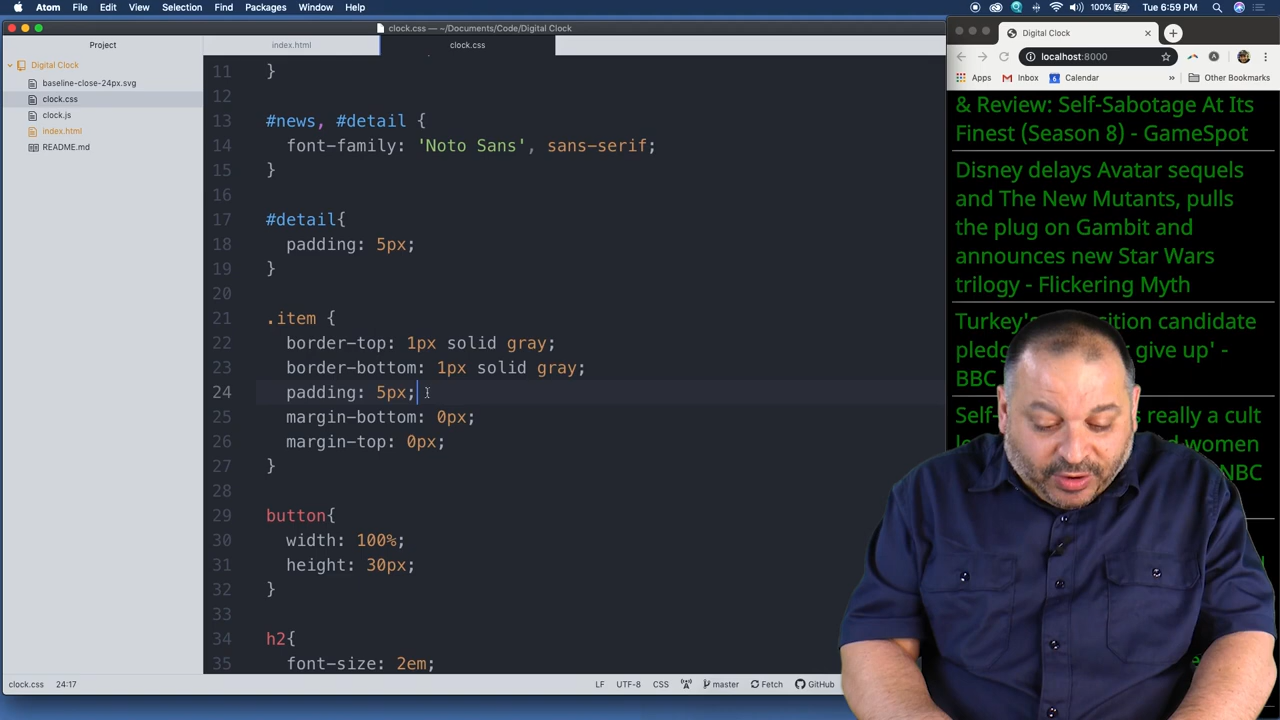 Atom File Edit View Selection Find Packages Window Help
100% Tue 6:59 PM
clock.css — ~/Documents/Code/Digital Clock
Project
index.html
clock.css
Digital Clock
baseline-close-24px.svg
clock.css
clock.js
index.html
README.md
11 }
12
13 #news, #detail {
14 font-family: 'Noto Sans', sans-serif;
15 }
16
17 #detail{
18 padding: 5px;
19 }
20
21 .item {
22 border-top: 1px solid gray;
23 border-bottom: 1px solid gray;
24 padding: 5px;
25 margin-bottom: 0px;
26 margin-top: 0px;
27 }
28
29 button{
30 width: 100%;
31 height: 30px;
32 }
33
34 h2{
35 font-size: 2em;
clock.css 24:17
LF UTF-8 CSS master Fetch GitHub
Digital Clock
localhost:8000
Apps Inbox Calendar » Other Bookmarks
& Review: Self-Sabotage At Its
Finest (Season 8) - GameSpot
Disney delays Avatar sequels
and The New Mutants, pulls
the plug on Gambit and
announces new Star Wars
trilogy - Flickering Myth
candidate
give up' -
BBC
really a cult
women
NBC